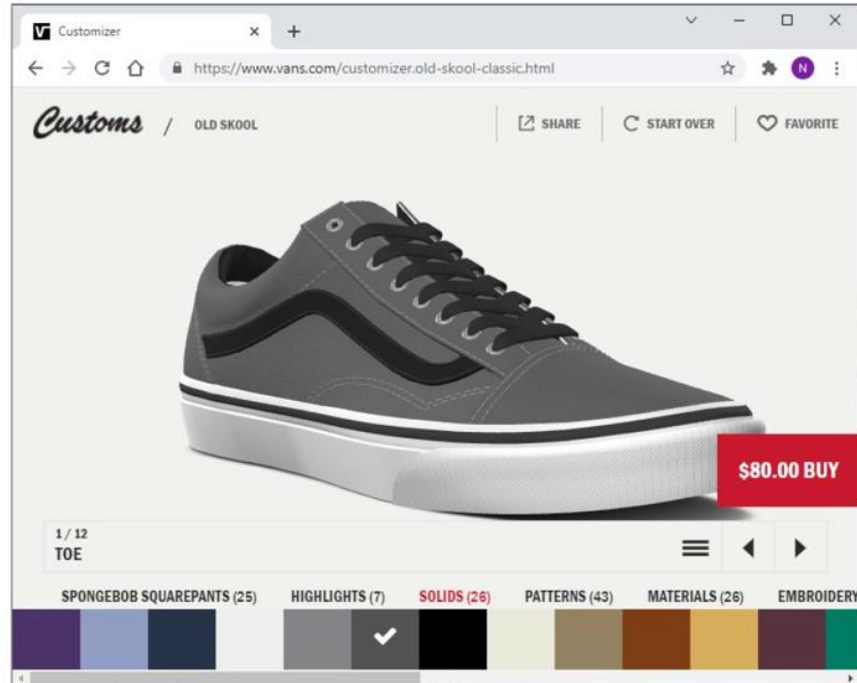 Customizer
https://www.vans.com/customizer.old-skool-classic.html
N
Customs / OLD SKOOL
SHARE
START OVER
FAVORITE
$80.00 BUY
1 / 12
TOE
SPONGEBOB SQUAREPANTS (25) HIGHLIGHTS (7) SOLIDS (26) PATTERNS (43) MATERIALS (26) EMBROIDERY